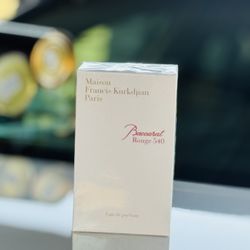 Maison
Francis Kurkdjian
Paris
Baccarat
Rouge 540
Eau de parfum